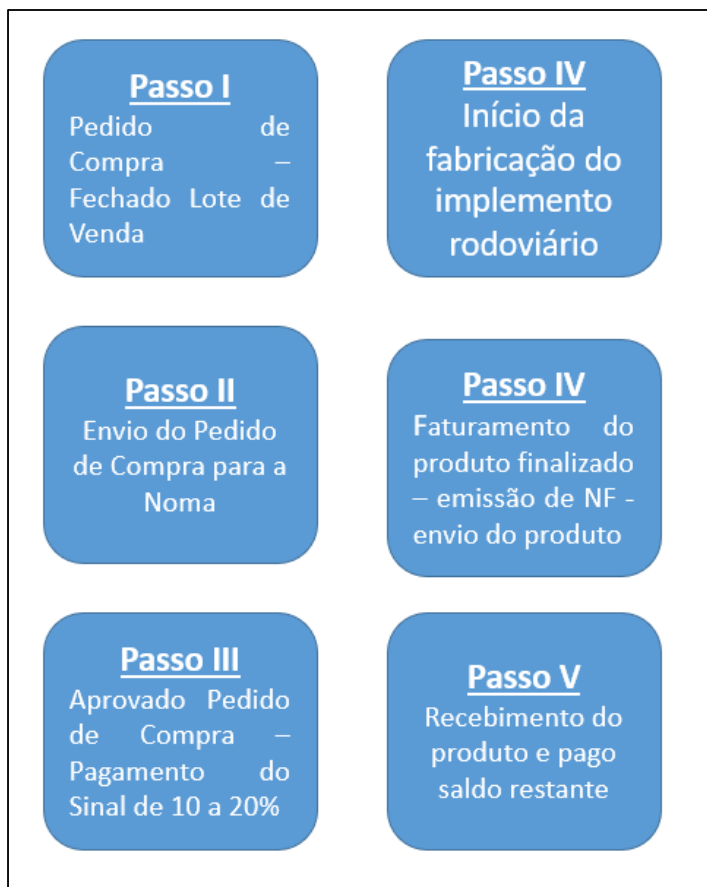 Passo I
Pedido de
Compra –
Fechado Lote de
Venda
Passo II
Envio do Pedido
de Compra para a
Noma
Passo III
Aprovado Pedido
de Compra –
Pagamento do
Sinal de 10 a 20%
Passo IV
Início da
fabricação do
implemento
rodoviário
Passo IV
Faturamento do
produto finalizado
– emissão de NF -
envio do produto
Passo V
Recebimento do
produto e pago
saldo restante